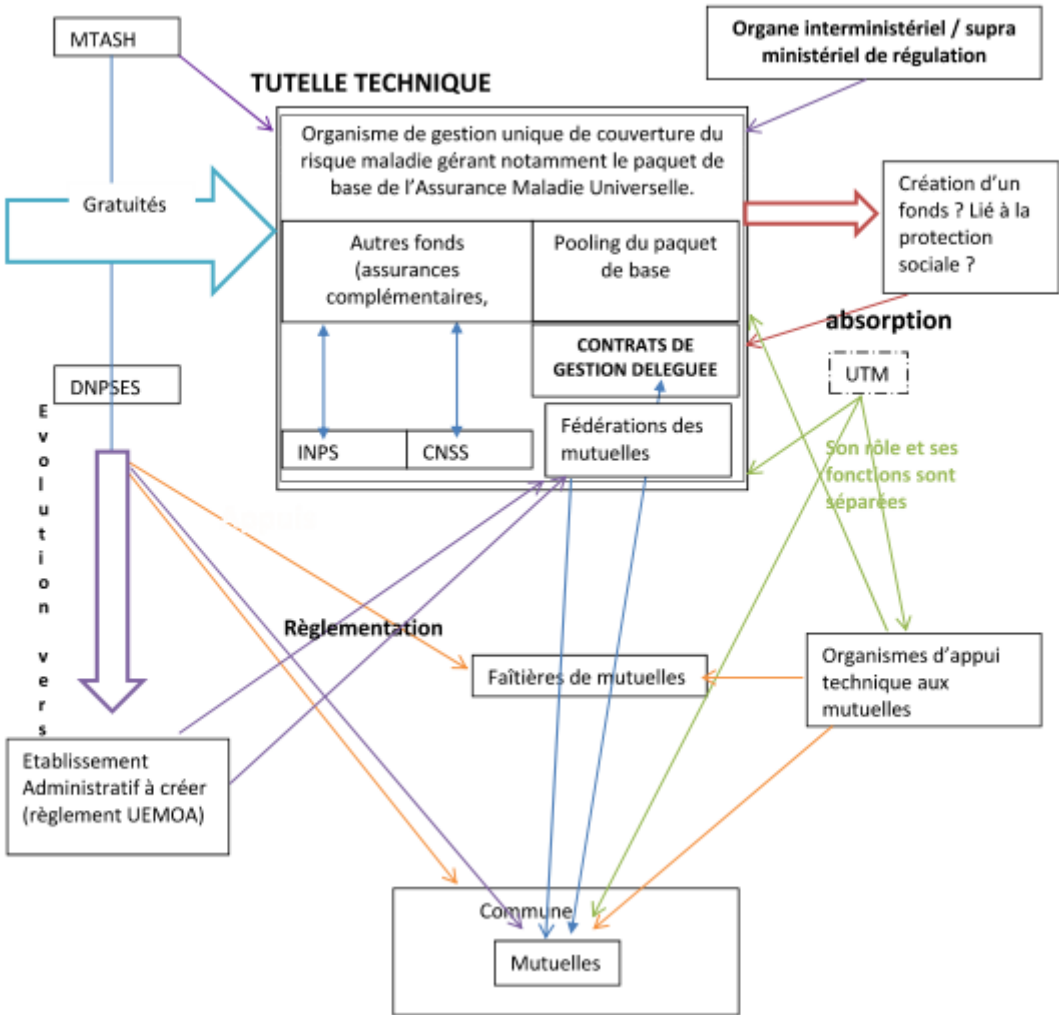 MTASH
Organe interministériel / supra
ministériel de régulation
TUTELLE TECHNIQUE
Organisme de gestion unique de couverture du
risque maladie gérant notamment le paquet de
base de l'Assurance Maladie Universelle.
Gratuités
Création d'un
fonds ? Lié à la
protection
sociale ?
Autres fonds
(assurances
complémentaires,
Pooling du paquet
de base
absorption
CONTRATS DE
GESTION DELEGUEE
UTM
DNPSES
Fédérations des
mutuelles
INPS
CNSS
Son rôle et ses
fonctions sont
séparées
Evolution vers
Règlementation
Faîtières de mutuelles
Organismes d'appui
technique aux
mutuelles
Etablissement
Administratif à créer
(règlement UEMOA)
Commune
Mutuelles